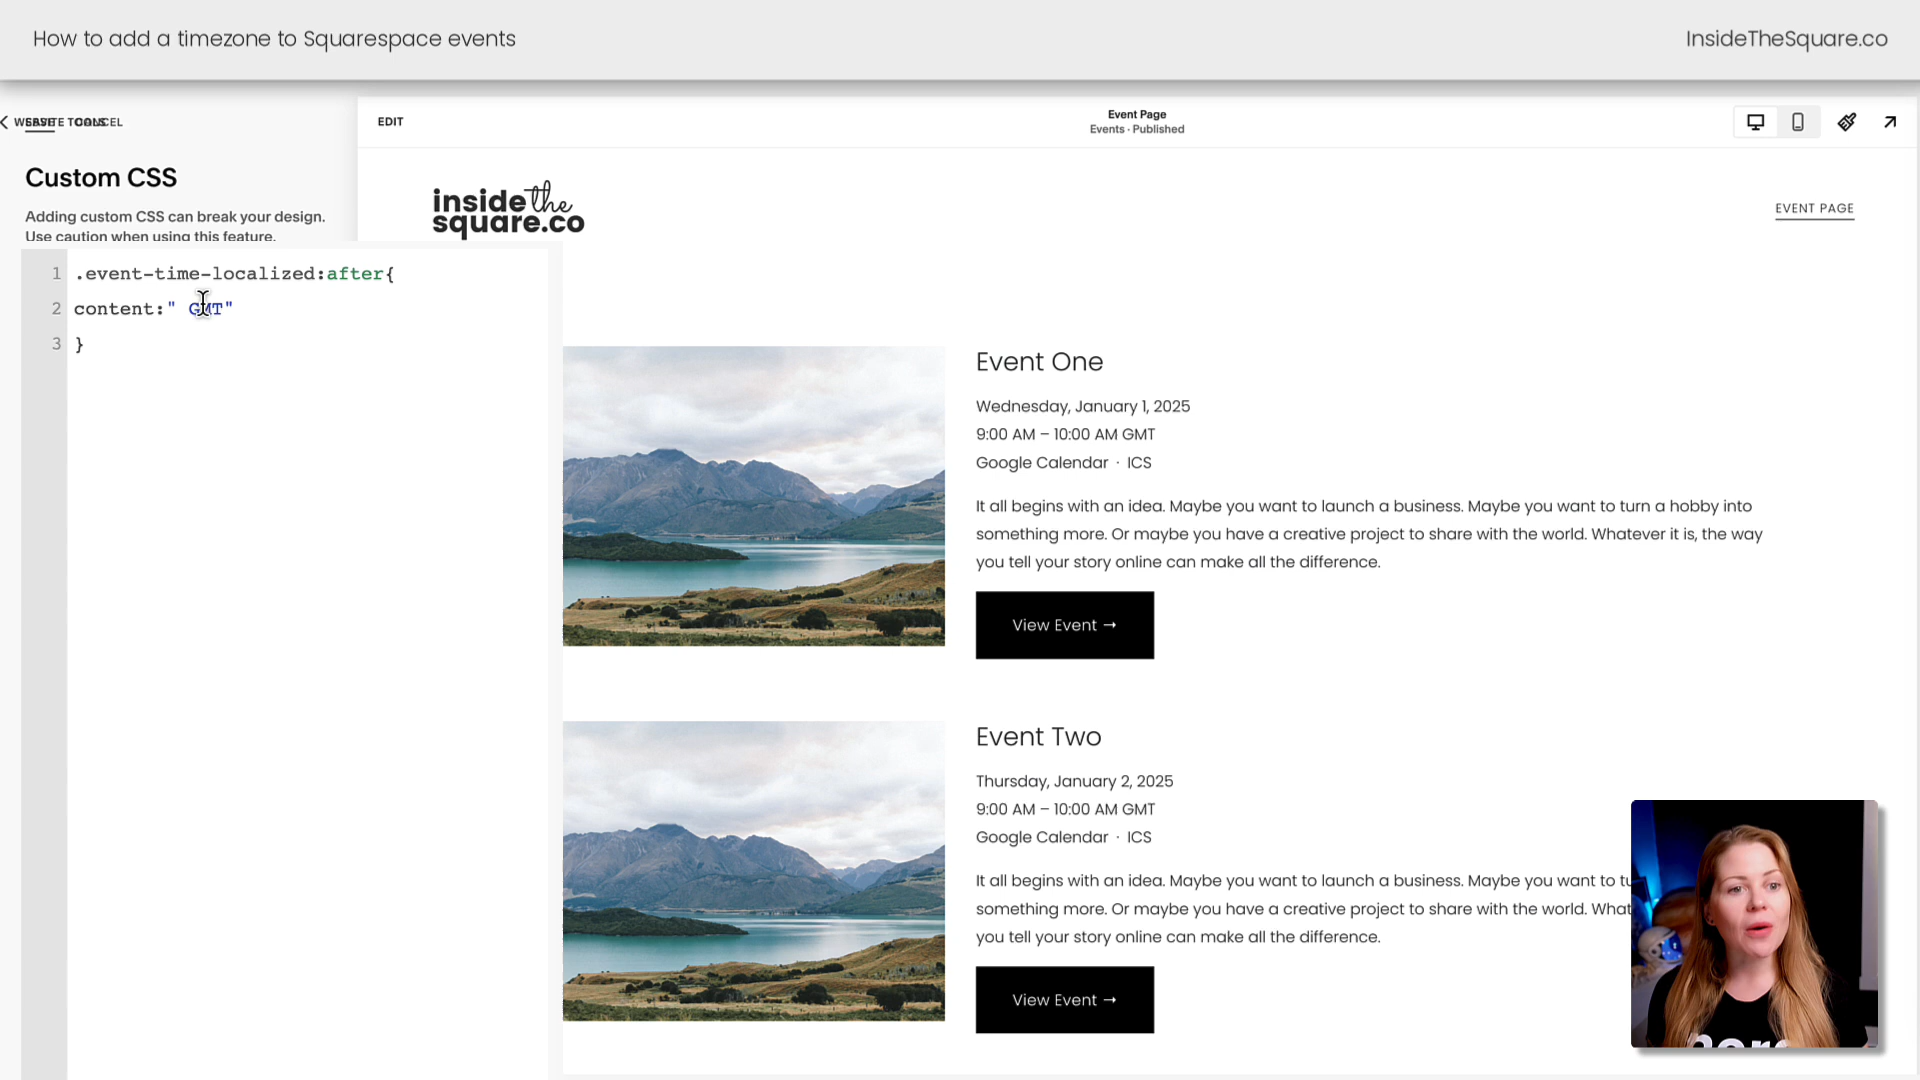 How to add a timezone to Squarespace events
InsideTheSquare.co
EDIT
Event Page
Events · Published
Custom CSS
Adding custom CSS can break your design.
Use caution when using this feature.
inside the
square.co
EVENT PAGE
1 .event-time-localized:after{
2 content:" GMT"
3 }
Event One
Wednesday, January 1, 2025
9:00 AM – 10:00 AM GMT
Google Calendar · ICS
It all begins with an idea. Maybe you want to launch a business. Maybe you want to turn a hobby into
something more. Or maybe you have a creative project to share with the world. Whatever it is, the way
you tell your story online can make all the difference.
View Event →
Event Two
Thursday, January 2, 2025
9:00 AM – 10:00 AM GMT
Google Calendar · ICS
It all begins with an idea. Maybe you want to launch a business. Maybe you want to
something more. Or maybe you have a creative project to share with the world.
you tell your story online can make all the difference.
View Event →